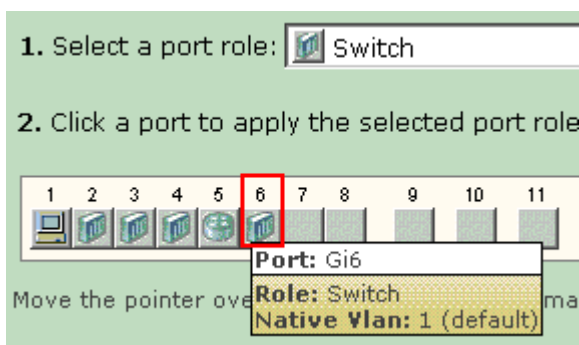 1. Select a port role: Switch
2. Click a port to apply the selected port role
1 2 3 4 5 6 7 8 9 10 11
Port: Gi6
Move the pointer ove
Role: Switch
ma
Native Vlan: 1 (default)